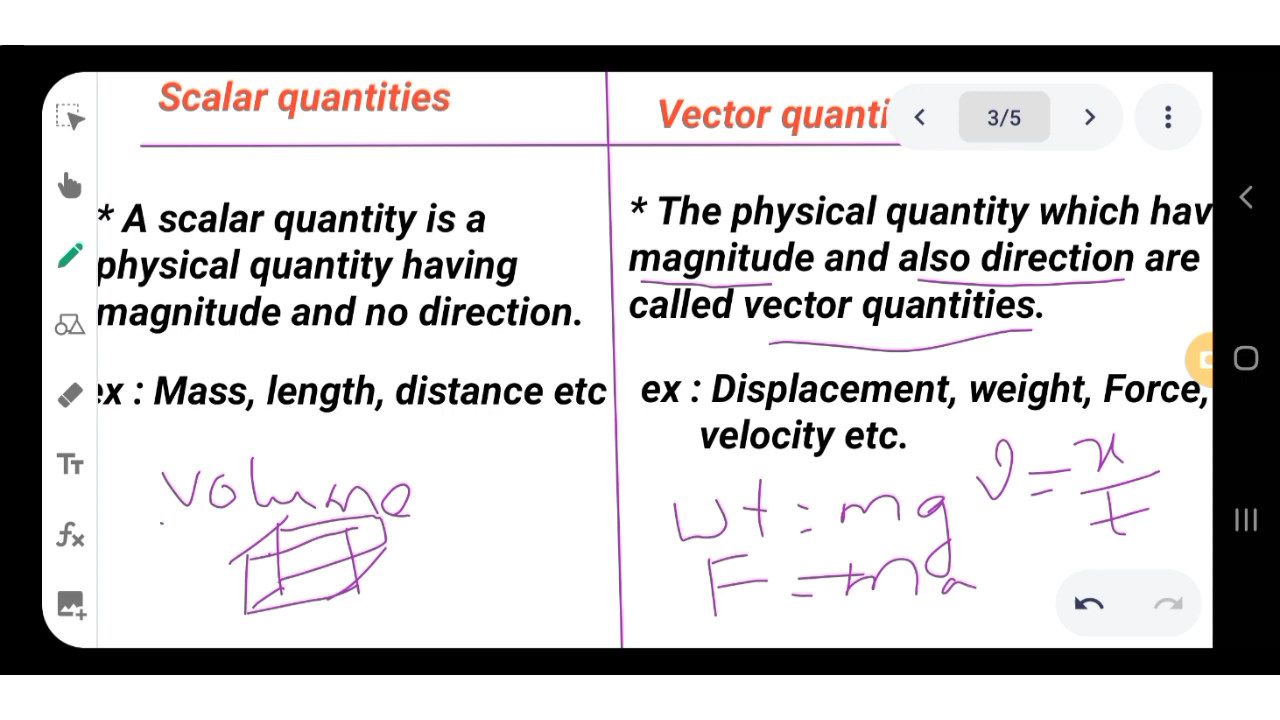 Scalar quantities
* A scalar quantity is a
physical quantity having
magnitude and no direction.
ex : Mass, length, distance etc
volume
Vector quanti
3/5
* The physical quantity which hav
magnitude and also direction are
called vector quantities.
ex : Displacement, weight, Force,
velocity etc.
v = x/t
wt = mg
F = ma
Tт
fx